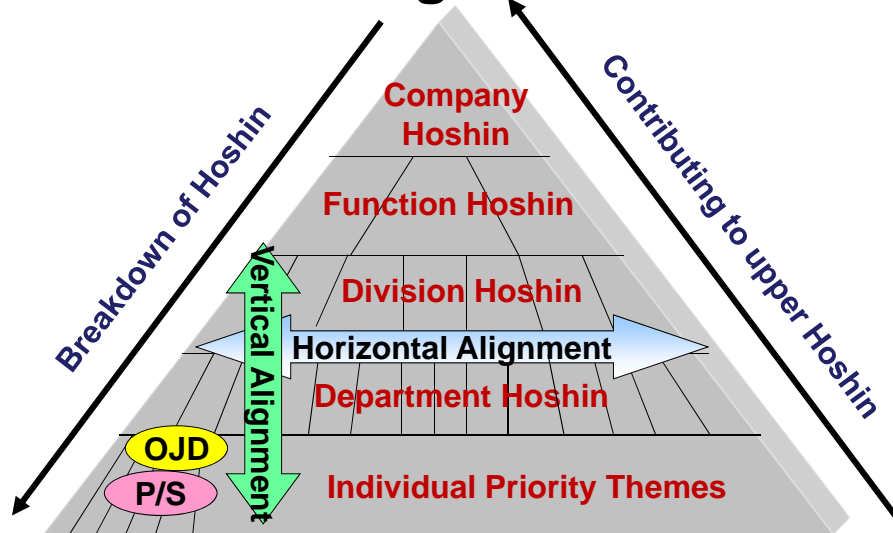 Company
Hoshin
Function Hoshin
Division Hoshin
Horizontal Alignment
Department Hoshin
Individual Priority Themes
Vertical Alignment
OJD
P/S
Breakdown of Hoshin
Contributing to upper Hoshin